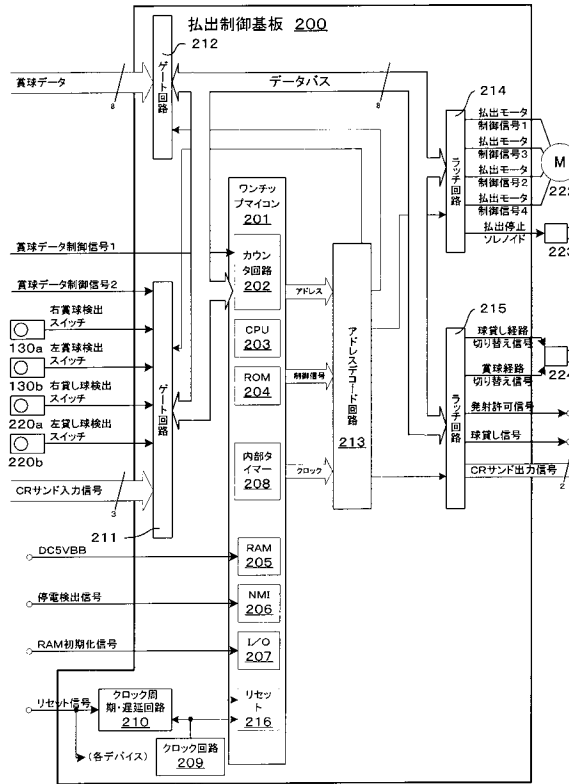 払出制御基板 200
212
ゲート回路
賞球データ
8
データバス
8
214
ラッチ回路
払出モータ
制御信号1
払出モータ
制御信号3
払出モータ
制御信号2
払出モータ
制御信号4
M
222
払出停止
ソレノイド
223
ワンチッ
プマイコン
201
賞球データ制御信号1
カウン
タ回路
202
アドレス
賞球データ制御信号2
右賞球検出
スイッチ
130a
左賞球検出
スイッチ
130b
右貸し球検出
スイッチ
220a
左貸し球検出
スイッチ
220b
ゲート回路
211
CRサンド入力信号
3
CPU
203
ROM
204
制御信号
アドレスデコード回路
213
内部タ
イマー
208
クロック
215
ラッチ回路
球貸し経路
切り替え信号
賞球経路
切り替え信号
224
発射許可信号
球貸し信号
CRサンド出力信号
2
DC5VBB
RAM
205
停電検出信号
NMI
206
RAM初期化信号
I/O
207
リセット信号
クロック周
期・遅延回路
210
リセッ
ト
216
(各デバイス)
クロック回路
209